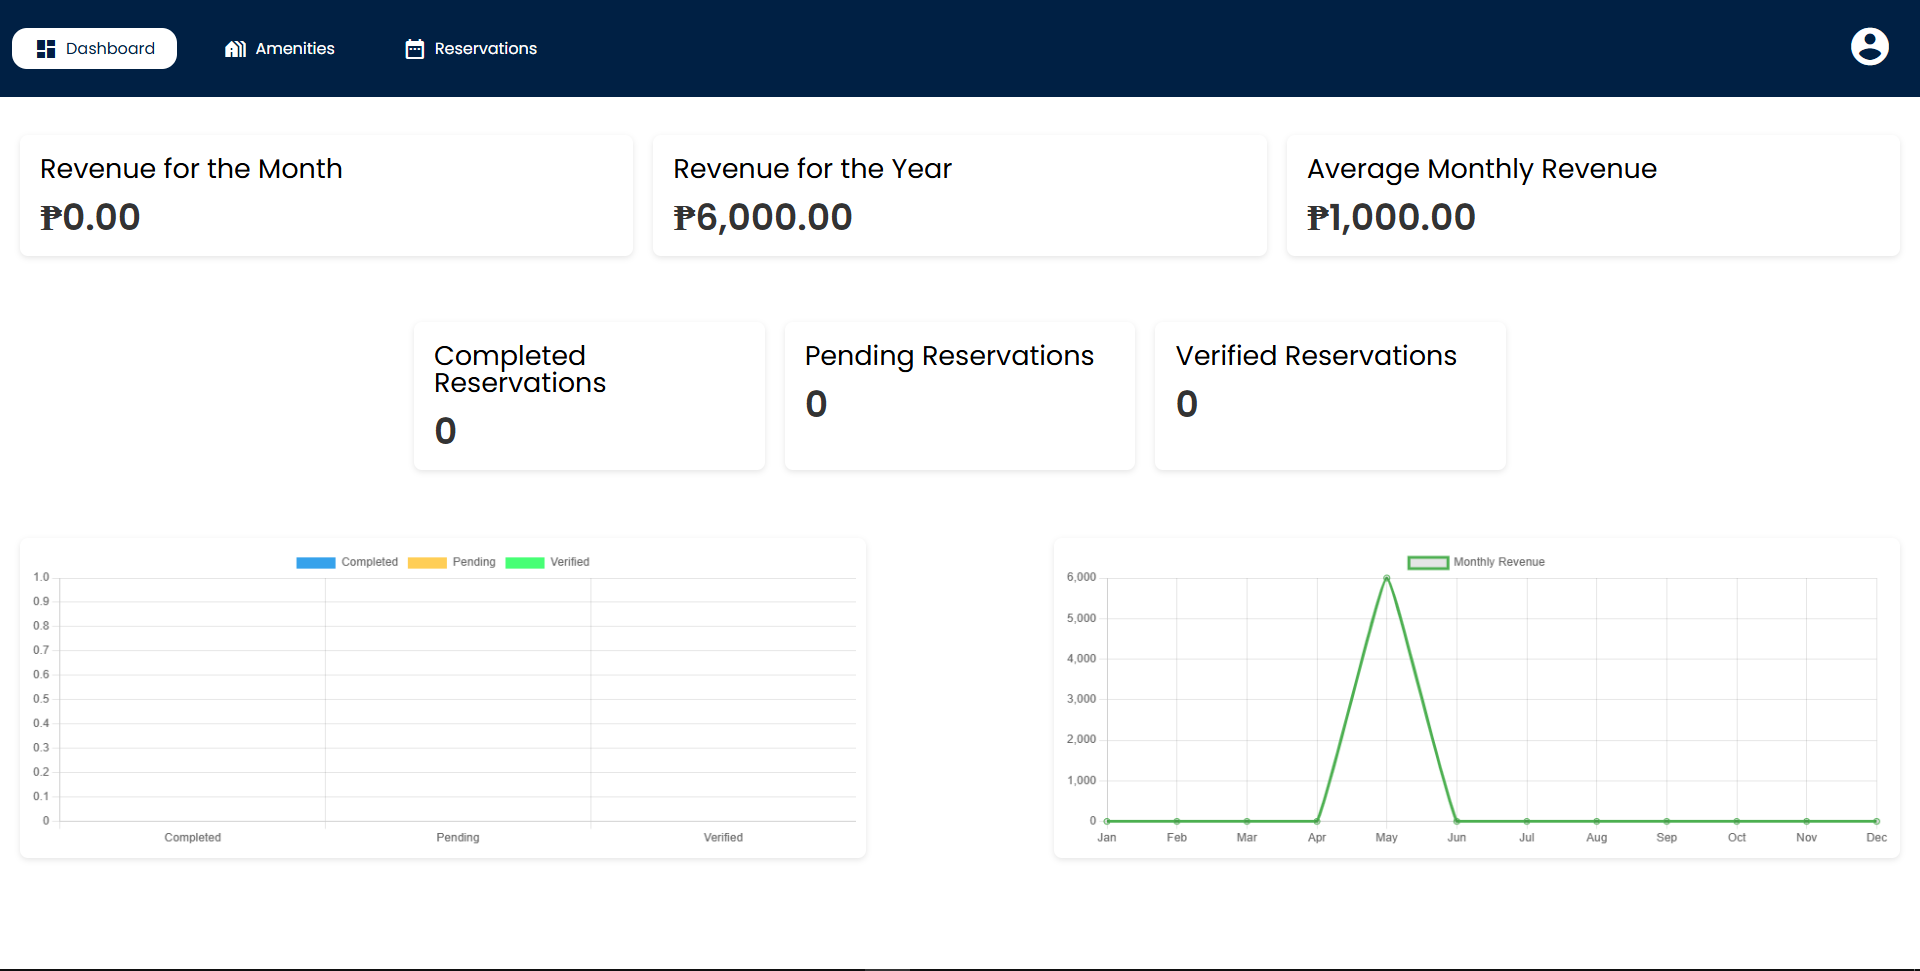 Dashboard
Amenities
Reservations
Revenue for the Month
₱0.00
Revenue for the Year
₱6,000.00
Average Monthly Revenue
₱1,000.00
Completed
Reservations
0
Pending Reservations
0
Verified Reservations
0
Completed Pending Verified
1.0
0.9
0.8
0.7
0.6
0.5
0.4
0.3
0.2
0.1
0
Completed Pending Verified
Monthly Revenue
6,000
5,000
4,000
3,000
2,000
1,000
0
Jan Feb Mar Apr May Jun Jul Aug Sep Oct Nov Dec